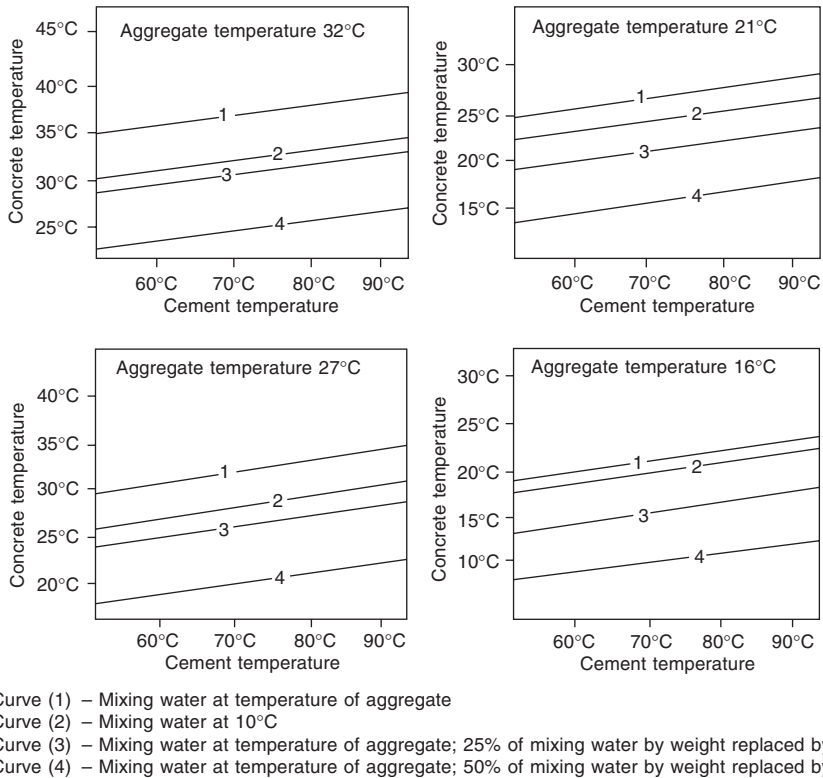 45°C
Aggregate temperature 32°C
40°C
35°C
30°C
25°C
Concrete temperature
1
2
3
4
60°C 70°C 80°C 90°C
Cement temperature
Aggregate temperature 21°C
30°C
25°C
20°C
15°C
Concrete temperature
1
2
3
4
60°C 70°C 80°C 90°C
Cement temperature
Aggregate temperature 27°C
40°C
35°C
30°C
25°C
20°C
Concrete temperature
1
2
3
4
60°C 70°C 80°C 90°C
Cement temperature
Aggregate temperature 16°C
30°C
25°C
20°C
15°C
10°C
Concrete temperature
1
2
3
4
60°C 70°C 80°C 90°C
Cement temperature
Curve (1) – Mixing water at temperature of aggregate
Curve (2) – Mixing water at 10°C
Curve (3) – Mixing water at temperature of aggregate; 25% of mixing water by weight replaced by
Curve (4) – Mixing water at temperature of aggregate; 50% of mixing water by weight replaced by